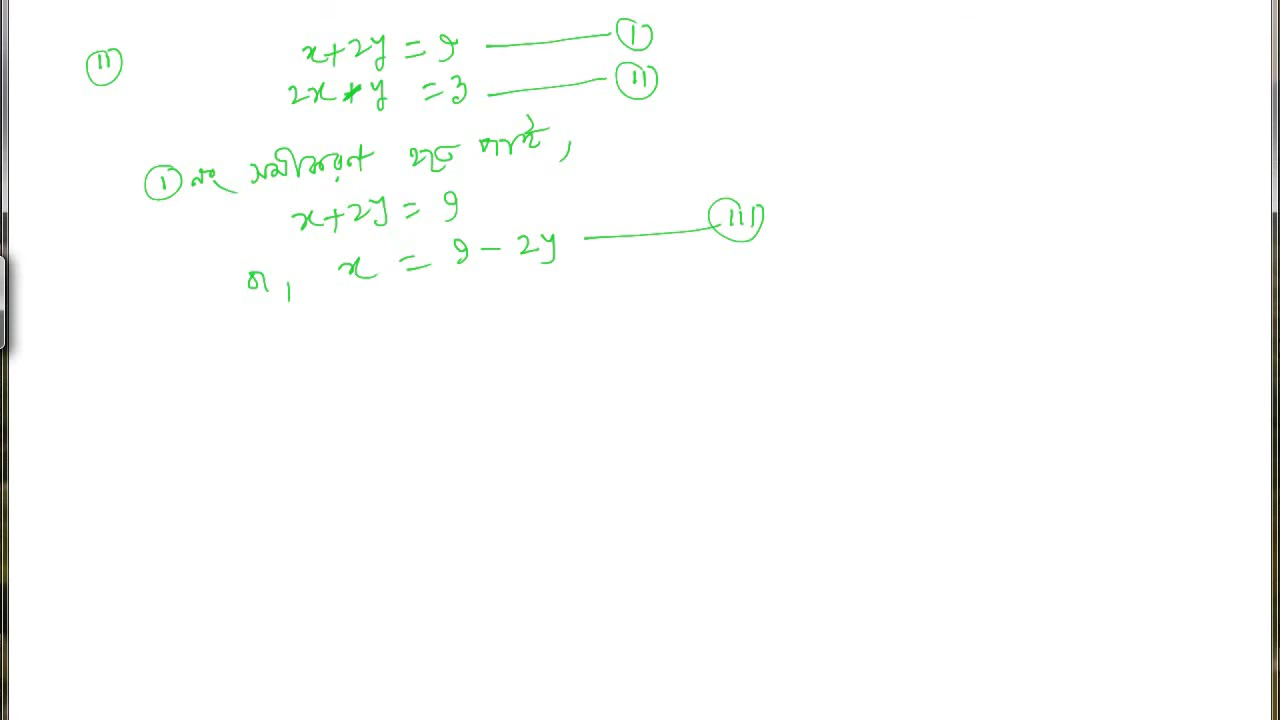 (ii) x+2y = 9 —— (i)
2x+y = 3 —— (ii)
(i) নং সমীকরণ হতে পাই,
x+2y = 9
বা, x = 9 − 2y —— (iii)